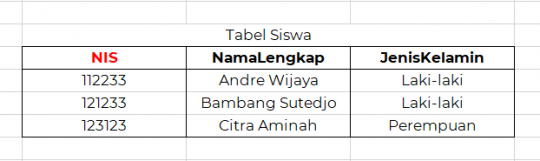 Tabel Siswa
NIS NamaLengkap JenisKelamin
112233 Andre Wijaya Laki-laki
121233 Bambang Sutedjo Laki-laki
123123 Citra Aminah Perempuan